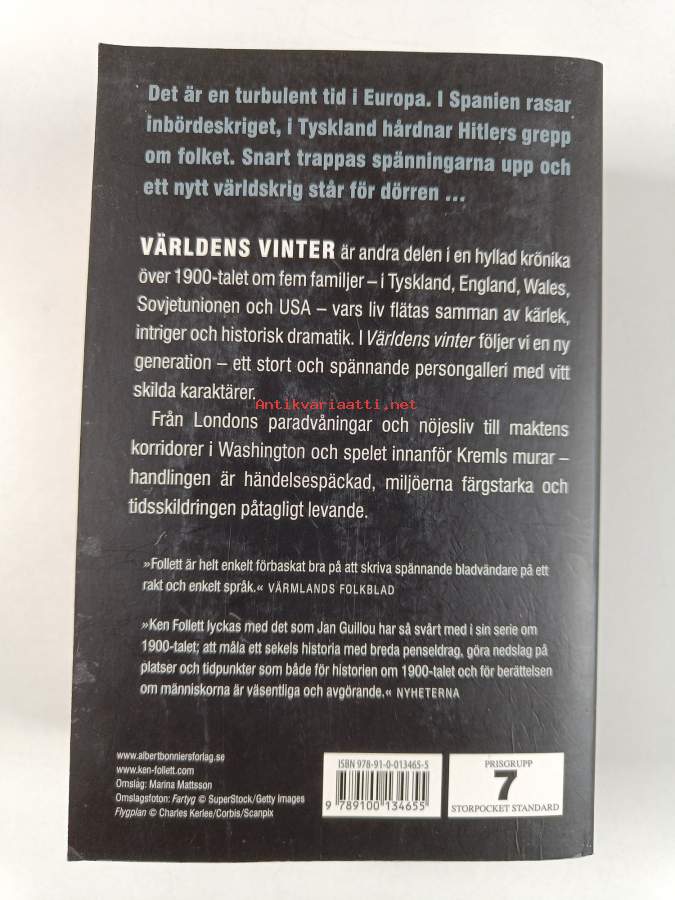 Det är en turbulent tid i Europa. I Spanien rasar
inbördeskriget, i Tyskland hårdnar Hitlers grepp
om folket. Snart trappas spänningarna upp och
ett nytt världskrig står för dörren ...
VÄRLDENS VINTER är andra delen i en hyllad krönika
över 1900-talet om fem familjer – i Tyskland, England, Wales,
Sovjetunionen och USA – vars liv flätas samman av kärlek,
intriger och historisk dramatik. I Världens vinter följer vi en ny
generation – ett stort och spännande persongalleri med vitt
skilda karaktärer.
Antikvariaatti.net
Från Londons paradvåningar och nöjesliv till maktens
korridorer i Washington och spelet innanför Kremls murar –
handlingen är händelsespäckad, miljöerna färgstarka och
tidsskildringen påtagligt levande.
»Follett är helt enkelt förbaskat bra på att skriva spännande bladvändare på ett
rakt och enkelt språk.« VÄRMLANDS FOLKBLAD
»Ken Follett lyckas med det som Jan Guillou har så svårt med i sin serie om
1900-talet; att måla ett sekels historia med breda penseldrag, göra nedslag på
platser och tidpunkter som både för historien om 1900-talet och för berättelsen
om människorna är väsentliga och avgörande.« NYHETERNA
www.albertbonniersforlag.se
www.ken-follett.com
Omslag: Marina Mattsson
Omslagsfoton: Fartyg © SuperStock/Getty Images
Flygplan © Charles Kerlee/Corbis/Scanpix
ISBN 978-91-0-013465-5
9 789100 134655
PRISGRUPP
7
STORPOCKET STANDARD